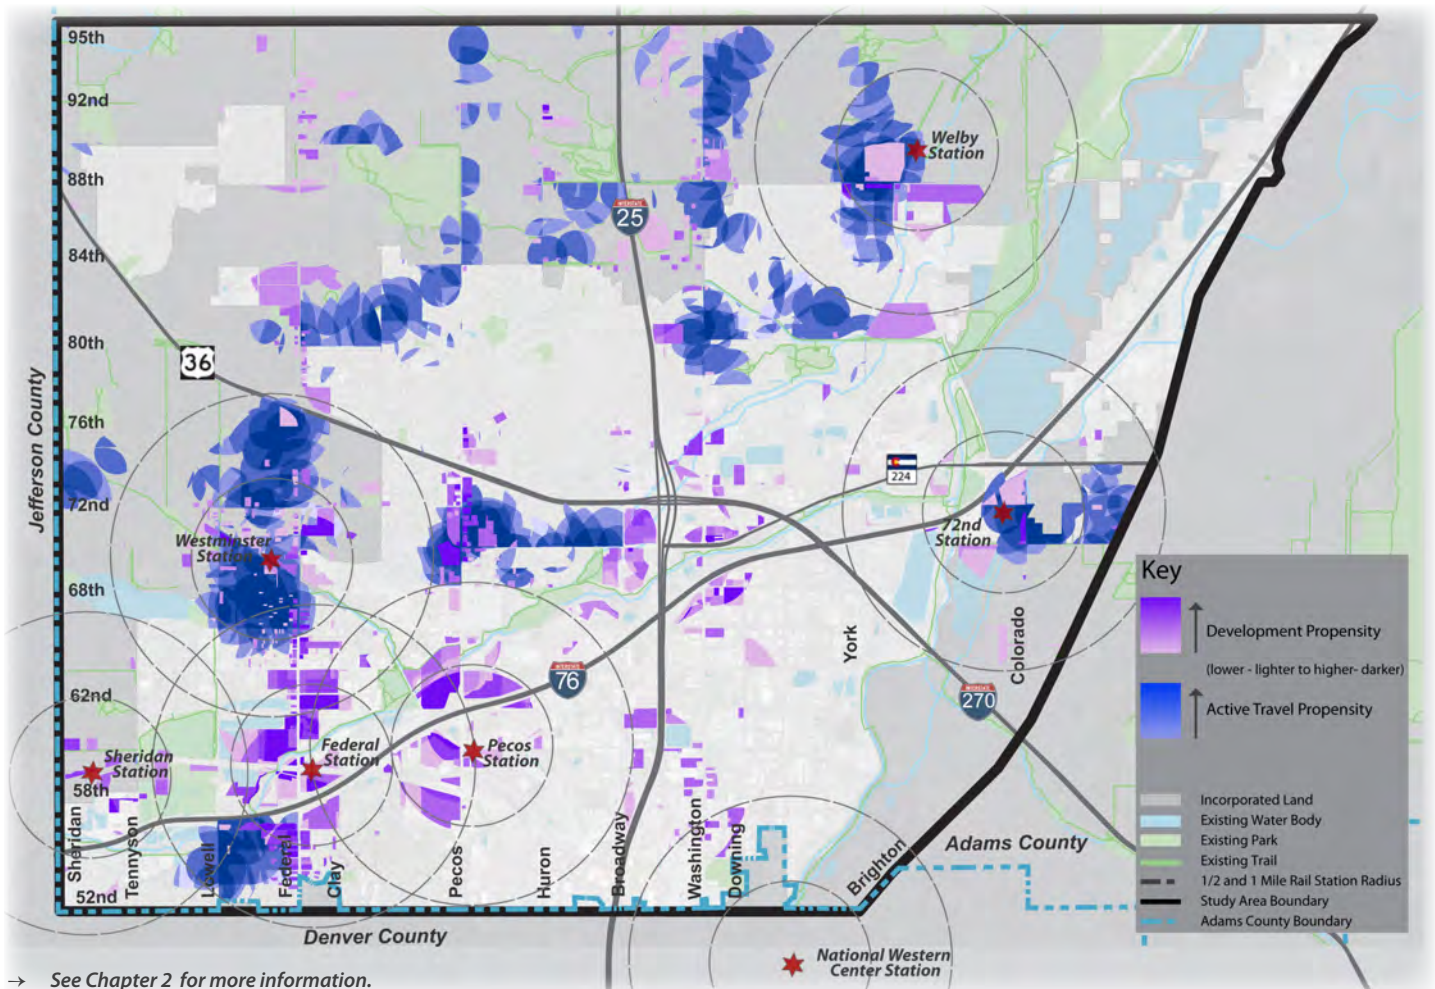 95th
92nd
88th
84th
80th
76th
72nd
68th
62nd
58th
52nd
Jefferson County
36
INTERSTATE
25
Welby
Station
224
72nd
Station
Westminster
Station
INTERSTATE
76
INTERSTATE
270
Sheridan
Station
Federal
Station
Pecos
Station
York
Colorado
Sheridan
Tennyson
Lowell
Federal
Clay
Pecos
Huron
Broadway
Washington
Downing
Brighton
Adams County
Denver County
National Western
Center Station
Key
Development Propensity
(lower - lighter to higher- darker)
Active Travel Propensity
Incorporated Land
Existing Water Body
Existing Park
Existing Trail
1/2 and 1 Mile Rail Station Radius
Study Area Boundary
Adams County Boundary
→ See Chapter 2 for more information.